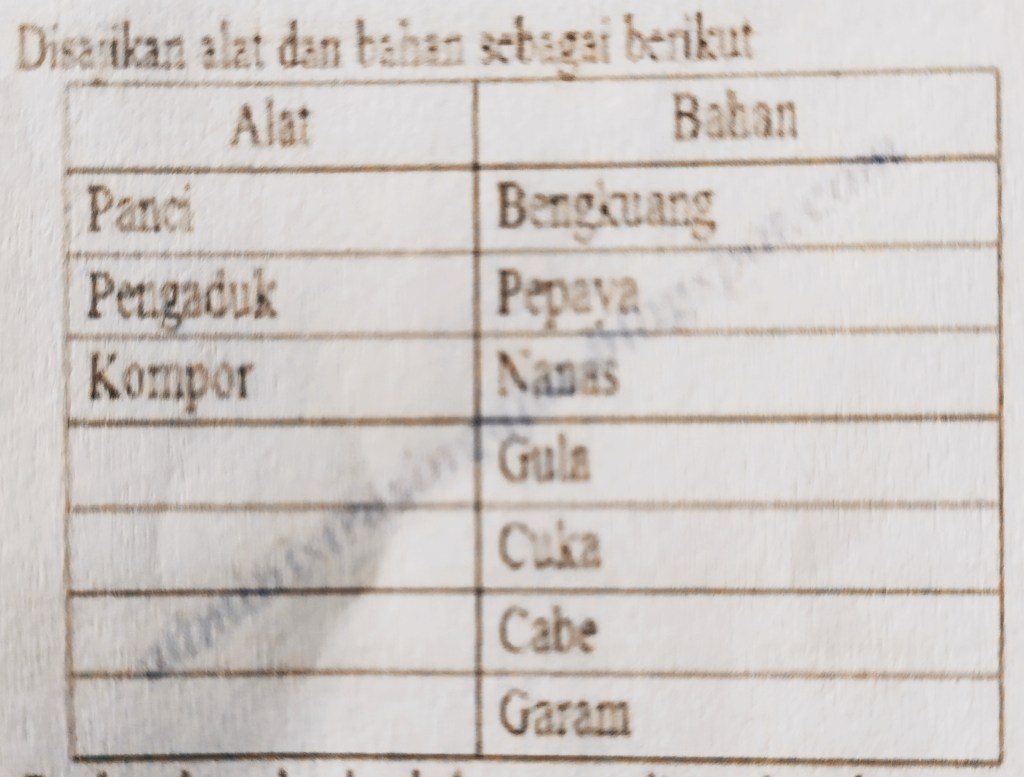 Disajikan alat dan bahan sebagai berikut
Alat Bahan
Panci Bengkuang
Pengaduk Pepaya
Kompor Nanas
Gula
Cuka
Cabe
Garam